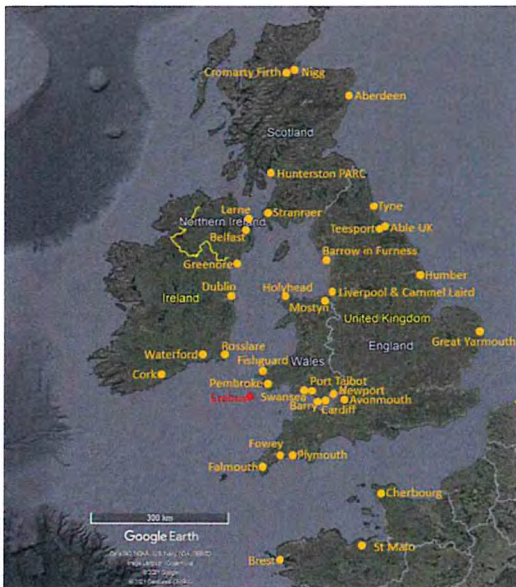 Cromarty Firth
Nigg
Aberdeen
Scotland
Hunterston PARC
Larne
Northern Ireland
Stranraer
Tyne
Belfast
Teesport
Able UK
Barrow in Furness
Greenore
Humber
Ireland
Dublin
Holyhead
Liverpool & Cammel Laird
Mostyn
United Kingdom
Great Yarmouth
England
Waterford
Rosslare
Fishguard
Wales
Cork
Pembroke
Port Talbot
Erebus
Swansea
Newport
Barry
Cardiff
Avonmouth
Fowey
Plymouth
Falmouth
Cherbourg
300 km
Google Earth
St Malo
Brest